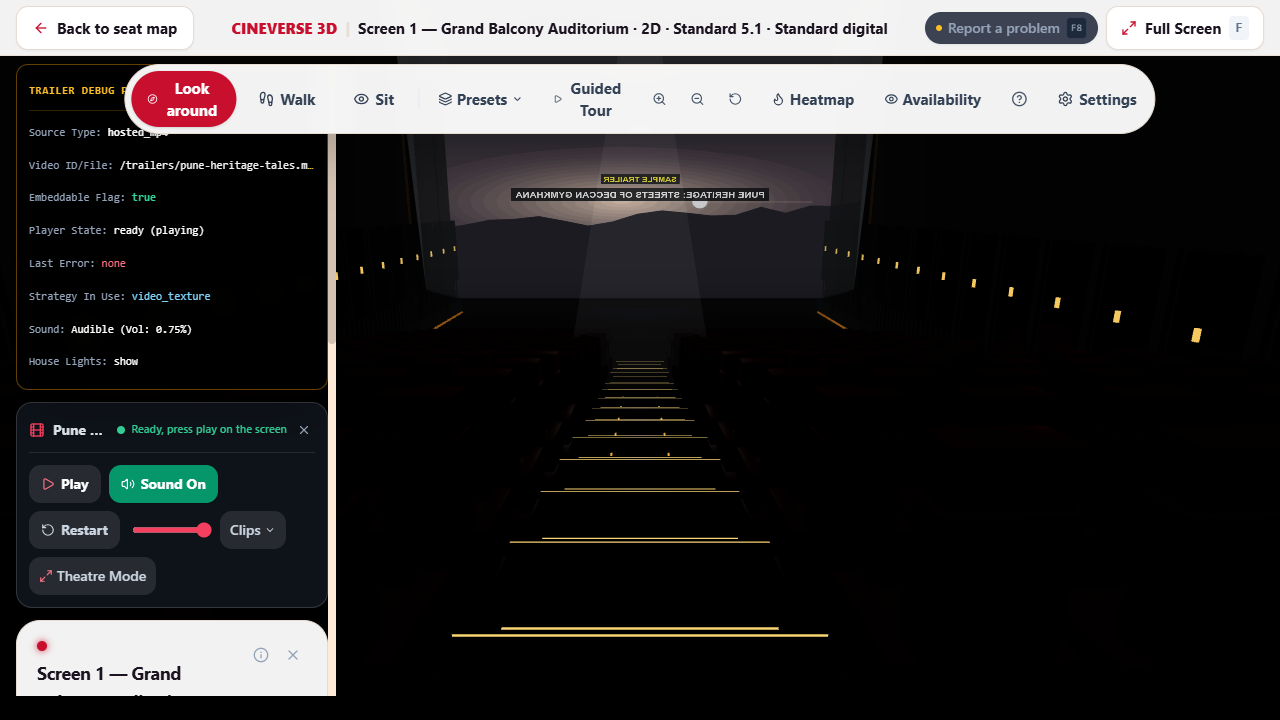 Back to seat map
CINEVERSE 3D | Screen 1 — Grand Balcony Auditorium · 2D · Standard 5.1 · Standard digital
Report a problem F8
Full Screen F
Look around
Walk
Sit
Presets
Guided Tour
Heatmap
Availability
Settings
TRAILER DEBUG
Source Type: hosted_mp4
Video ID/File: /trailers/pune-heritage-tales.m…
Embeddable Flag: true
Player State: ready (playing)
Last Error: none
Strategy In Use: video_texture
Sound: Audible (Vol: 0.75%)
House Lights: show
SAMPLE TRAILER
PUNE HERITAGE: STREETS OF DECCAN GYMKHANA
Pune ...
Ready, press play on the screen
Play
Sound On
Restart
Clips
Theatre Mode
Screen 1 — Grand